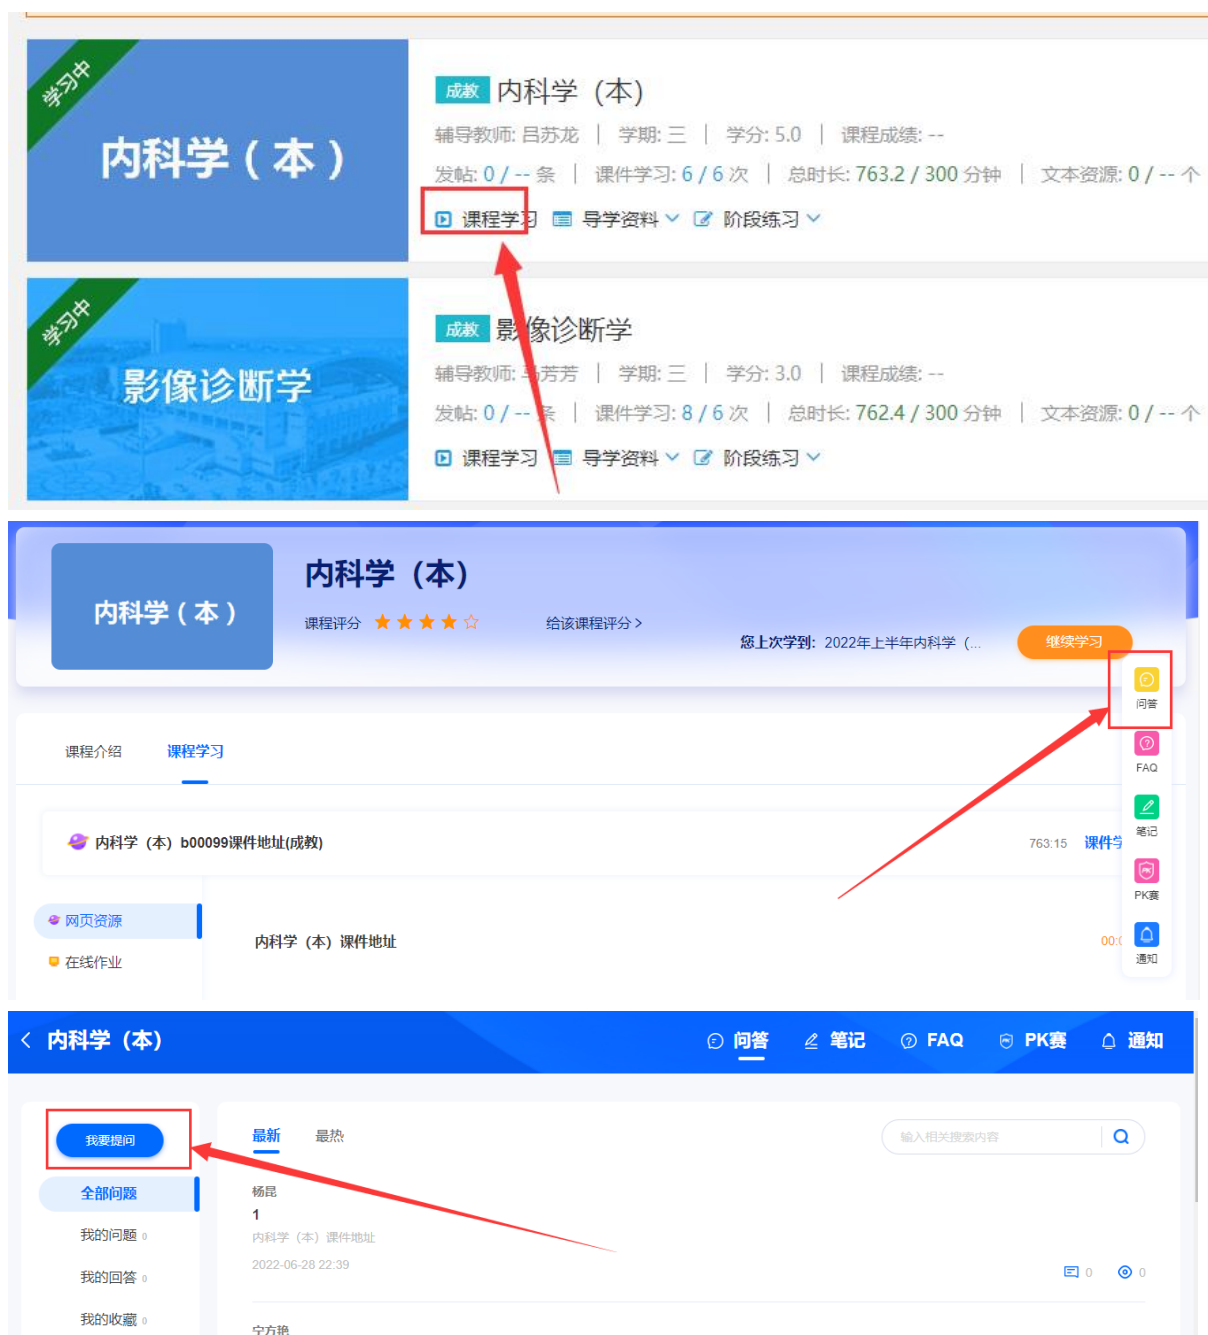 学习中
内科学（本）
成教 内科学（本）
辅导教师: 吕苏龙 | 学期: 三 | 学分: 5.0 | 课程成绩: --
发帖: 0 / -- 条 | 课件学习: 6 / 6 次 | 总时长: 763.2 / 300 分钟 | 文本资源: 0 / -- 个
课程学习 导学资料 阶段练习
学习中
影像诊断学
成教 影像诊断学
辅导教师: 马芳芳 | 学期: 三 | 学分: 3.0 | 课程成绩: --
发帖: 0 / -- 条 | 课件学习: 8 / 6 次 | 总时长: 762.4 / 300 分钟 | 文本资源: 0 / -- 个
课程学习 导学资料 阶段练习
内科学（本）
内科学（本）
课程评分 给该课程评分 >
您上次学到: 2022年上半年内科学（...
继续学习
问答
FAQ
笔记
PK赛
通知
课程介绍 课程学习
内科学（本）b00099课件地址(成教) 763:15 课件学
网页资源
在线作业
内科学（本）课件地址 00:0
< 内科学（本） 问答 笔记 FAQ PK赛 通知
我要提问
全部问题
我的问题 0
我的回答 0
我的收藏 0
最新 最热 输入相关搜索内容
杨昆
1
内科学（本）课件地址
2022-06-28 22:39 0 0
宁方艳